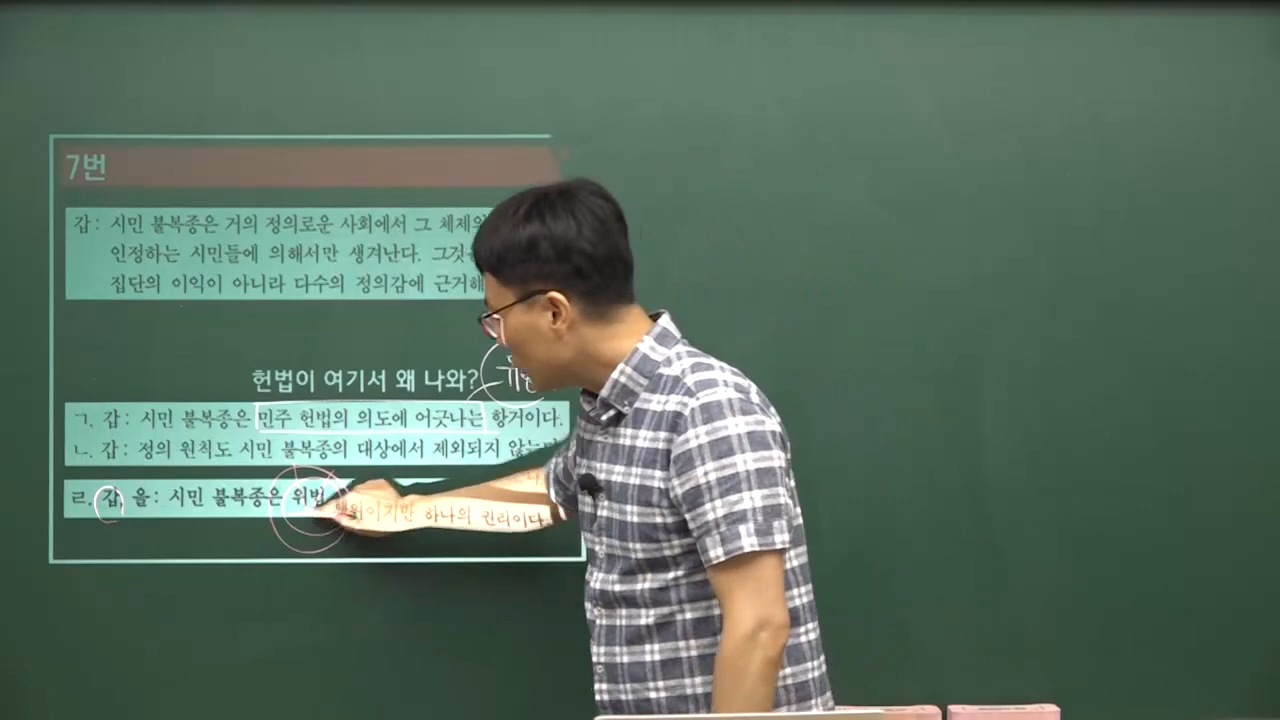 7번
갑: 시민 불복종은 거의 정의로운 사회에서 그 체제의
인정하는 시민들에 의해서만 생겨난다. 그것은
집단의 이익이 아니라 다수의 정의감에 근거해
헌법이 여기서 왜 나와?
ㄱ. 갑: 시민 불복종은 민주 헌법의 의도에 어긋나는 항거이다.
ㄴ. 갑: 정의 원칙도 시민 불복종의 대상에서 제외되지 않는다
ㄹ. 갑 을: 시민 불복종은 위법 행위이지만 하나의 권리이다.